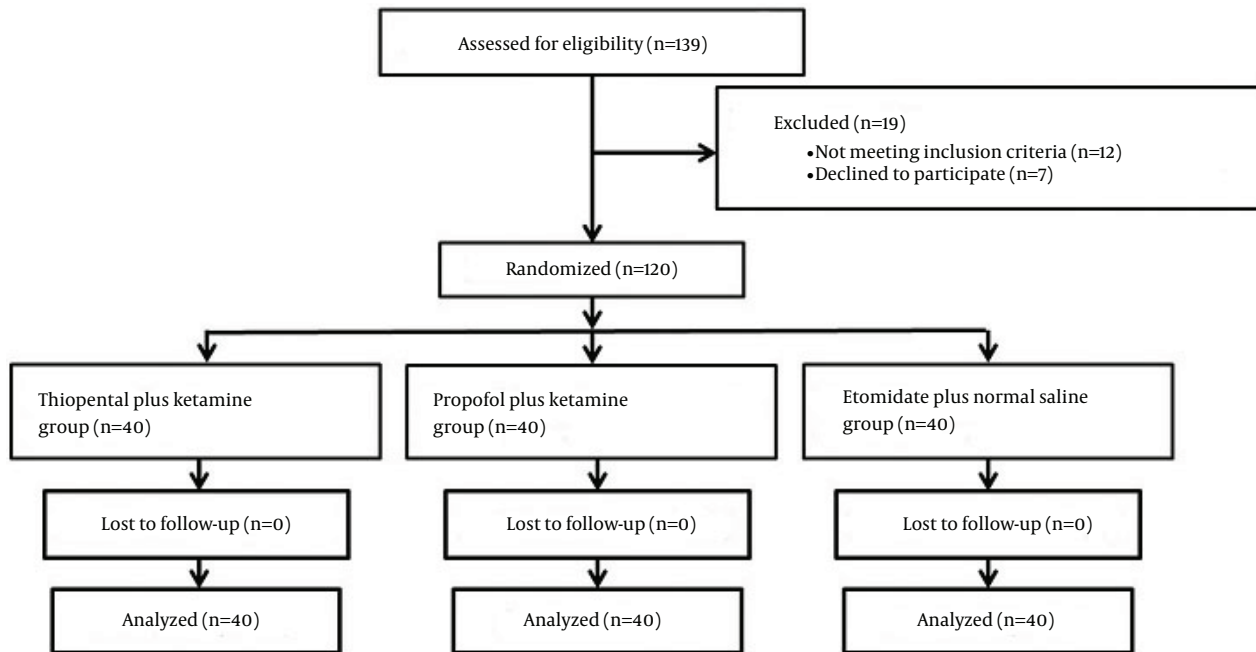 Assessed for eligibility (n=139)
Excluded (n=19)
•Not meeting inclusion criteria (n=12)
•Declined to participate (n=7)
Randomized (n=120)
Thiopental plus ketamine
group (n=40)
Propofol plus ketamine
group (n=40)
Etomidate plus normal saline
group (n=40)
Lost to follow-up (n=0)
Lost to follow-up (n=0)
Lost to follow-up (n=0)
Analyzed (n=40)
Analyzed (n=40)
Analyzed (n=40)